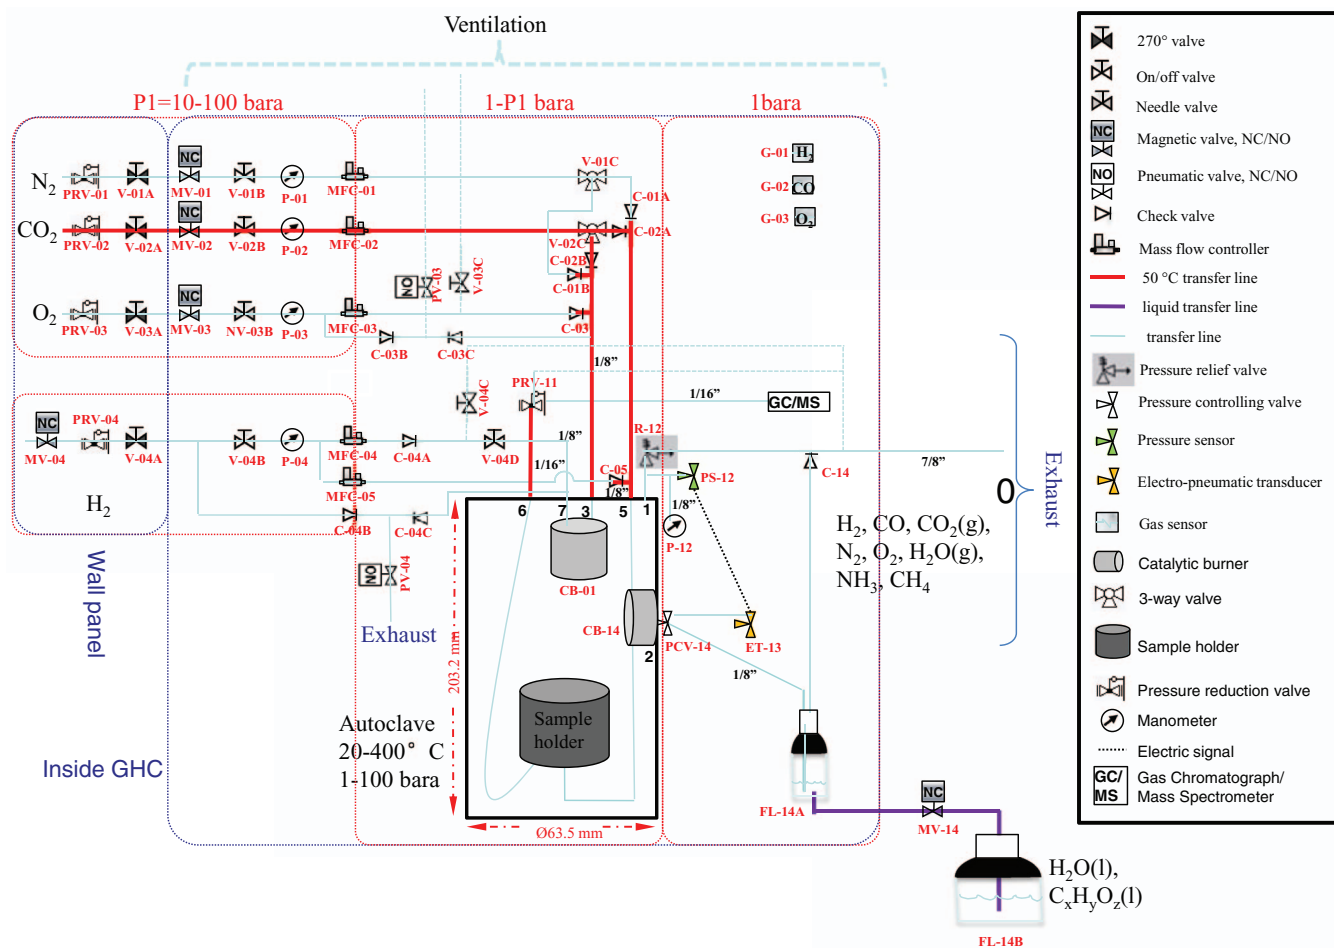 Ventilation
P1=10-100 bara
1-P1 bara
1bara
N2
PRV-01
V-01A
NC
MV-01
V-01B
P-01
MFC-01
V-01C
C-01A
G-01
H2
CO2
PRV-02
V-02A
NC
MV-02
V-02B
P-02
MFC-02
V-02C
C-02A
C-02B
C-01B
G-02
CO
G-03
O2
NO
PV-03
V-03C
O2
PRV-03
V-03A
NC
MV-03
NV-03B
P-03
MFC-03
C-03
C-03B
C-03C
1/8”
PRV-11
1/16”
GC/MS
V-04C
NC
MV-04
PRV-04
V-04A
V-04B
P-04
MFC-04
C-04A
V-04D
1/8”
R-12
7/8”
C-14
MFC-05
1/16”
C-05
1/8”
PS-12
1/8”
H2
C-04B
C-04C
6
7
3
5
1
P-12
0
Exhaust
H2, CO, CO2(g),
N2, O2, H2O(g),
NH3, CH4
Wall panel
NO
PV-04
Exhaust
CB-01
CB-14
2
PCV-14
ET-13
1/8”
203.2 mm
Autoclave
20-400° C
1-100 bara
Sample
holder
Ø63.5 mm
Inside GHC
FL-14A
NC
MV-14
H2O(l),
CxHyOz(l)
FL-14B
270° valve
On/off valve
Needle valve
NC
Magnetic valve, NC/NO
NO
Pneumatic valve, NC/NO
Check valve
Mass flow controller
50 °C transfer line
liquid transfer line
transfer line
Pressure relief valve
Pressure controlling valve
Pressure sensor
Electro-pneumatic transducer
Gas sensor
Catalytic burner
3-way valve
Sample holder
Pressure reduction valve
Manometer
Electric signal
GC/
MS
Gas Chromatograph/
Mass Spectrometer